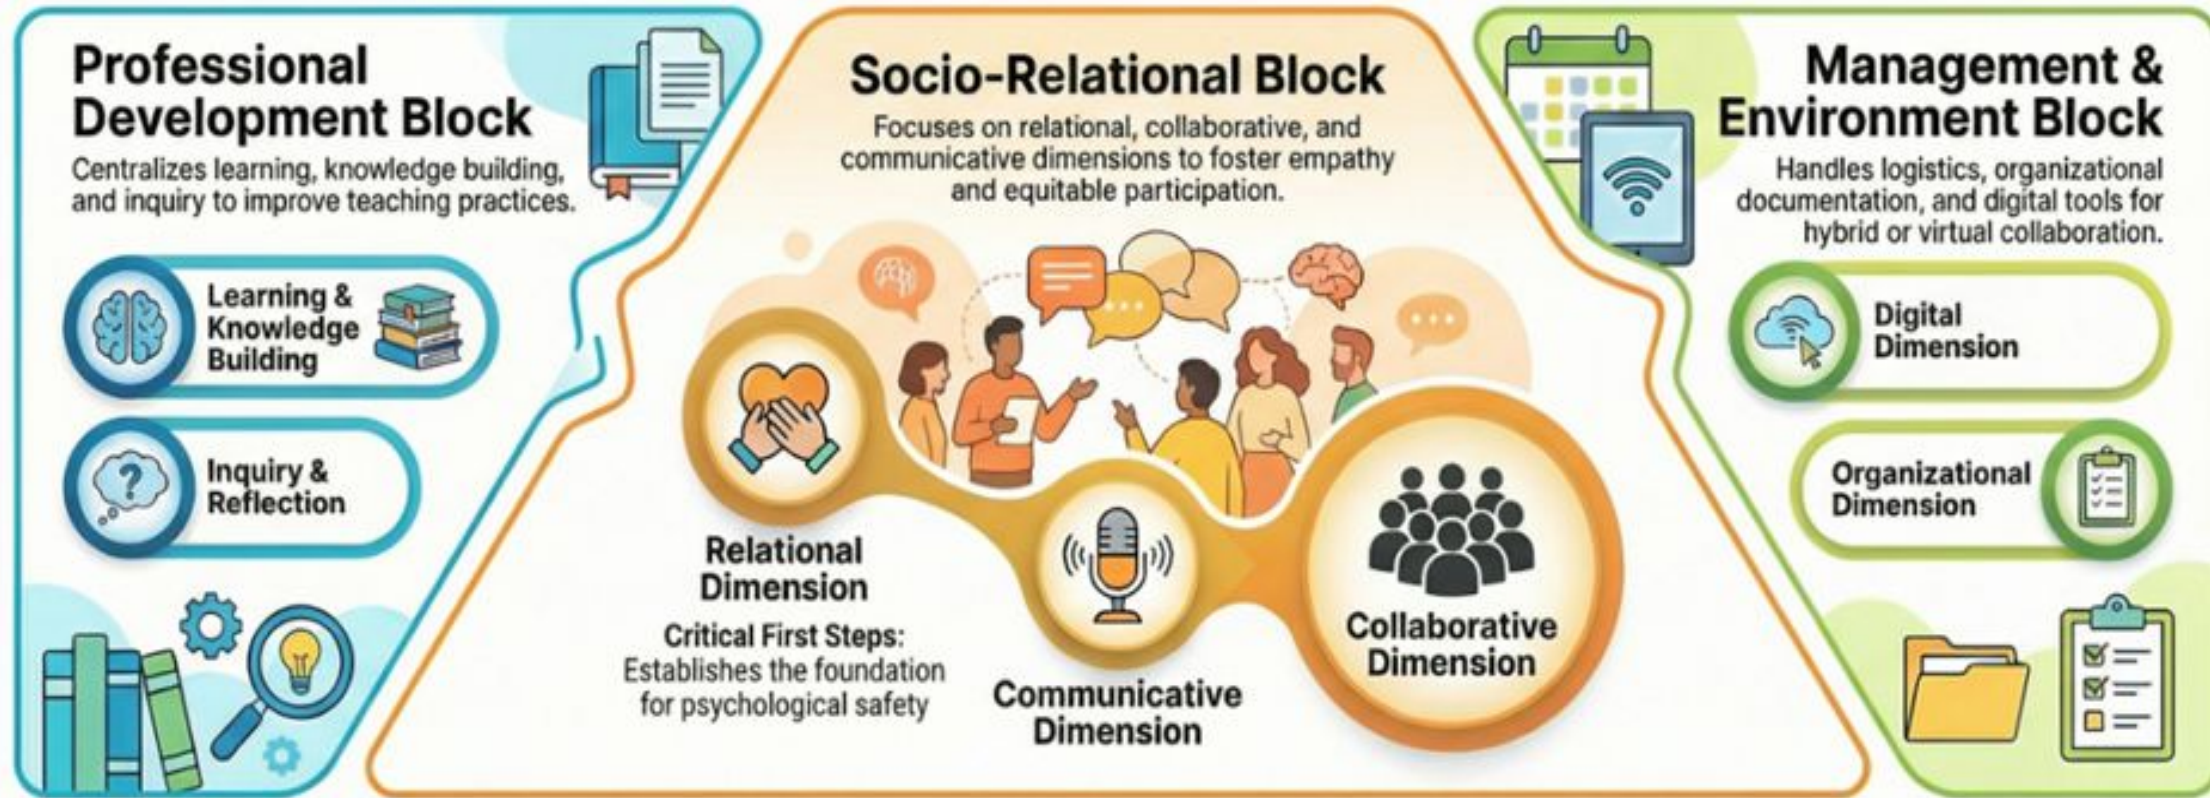 Professional
Development Block
Centralizes learning, knowledge building,
and inquiry to improve teaching practices.
Learning &
Knowledge
Building
Inquiry &
Reflection
Socio-Relational Block
Focuses on relational, collaborative, and
communicative dimensions to foster empathy
and equitable participation.
Relational
Dimension
Critical First Steps:
Establishes the foundation
for psychological safety
Communicative
Dimension
Collaborative
Dimension
Management &
Environment Block
Handles logistics, organizational
documentation, and digital tools for
hybrid or virtual collaboration.
Digital
Dimension
Organizational
Dimension